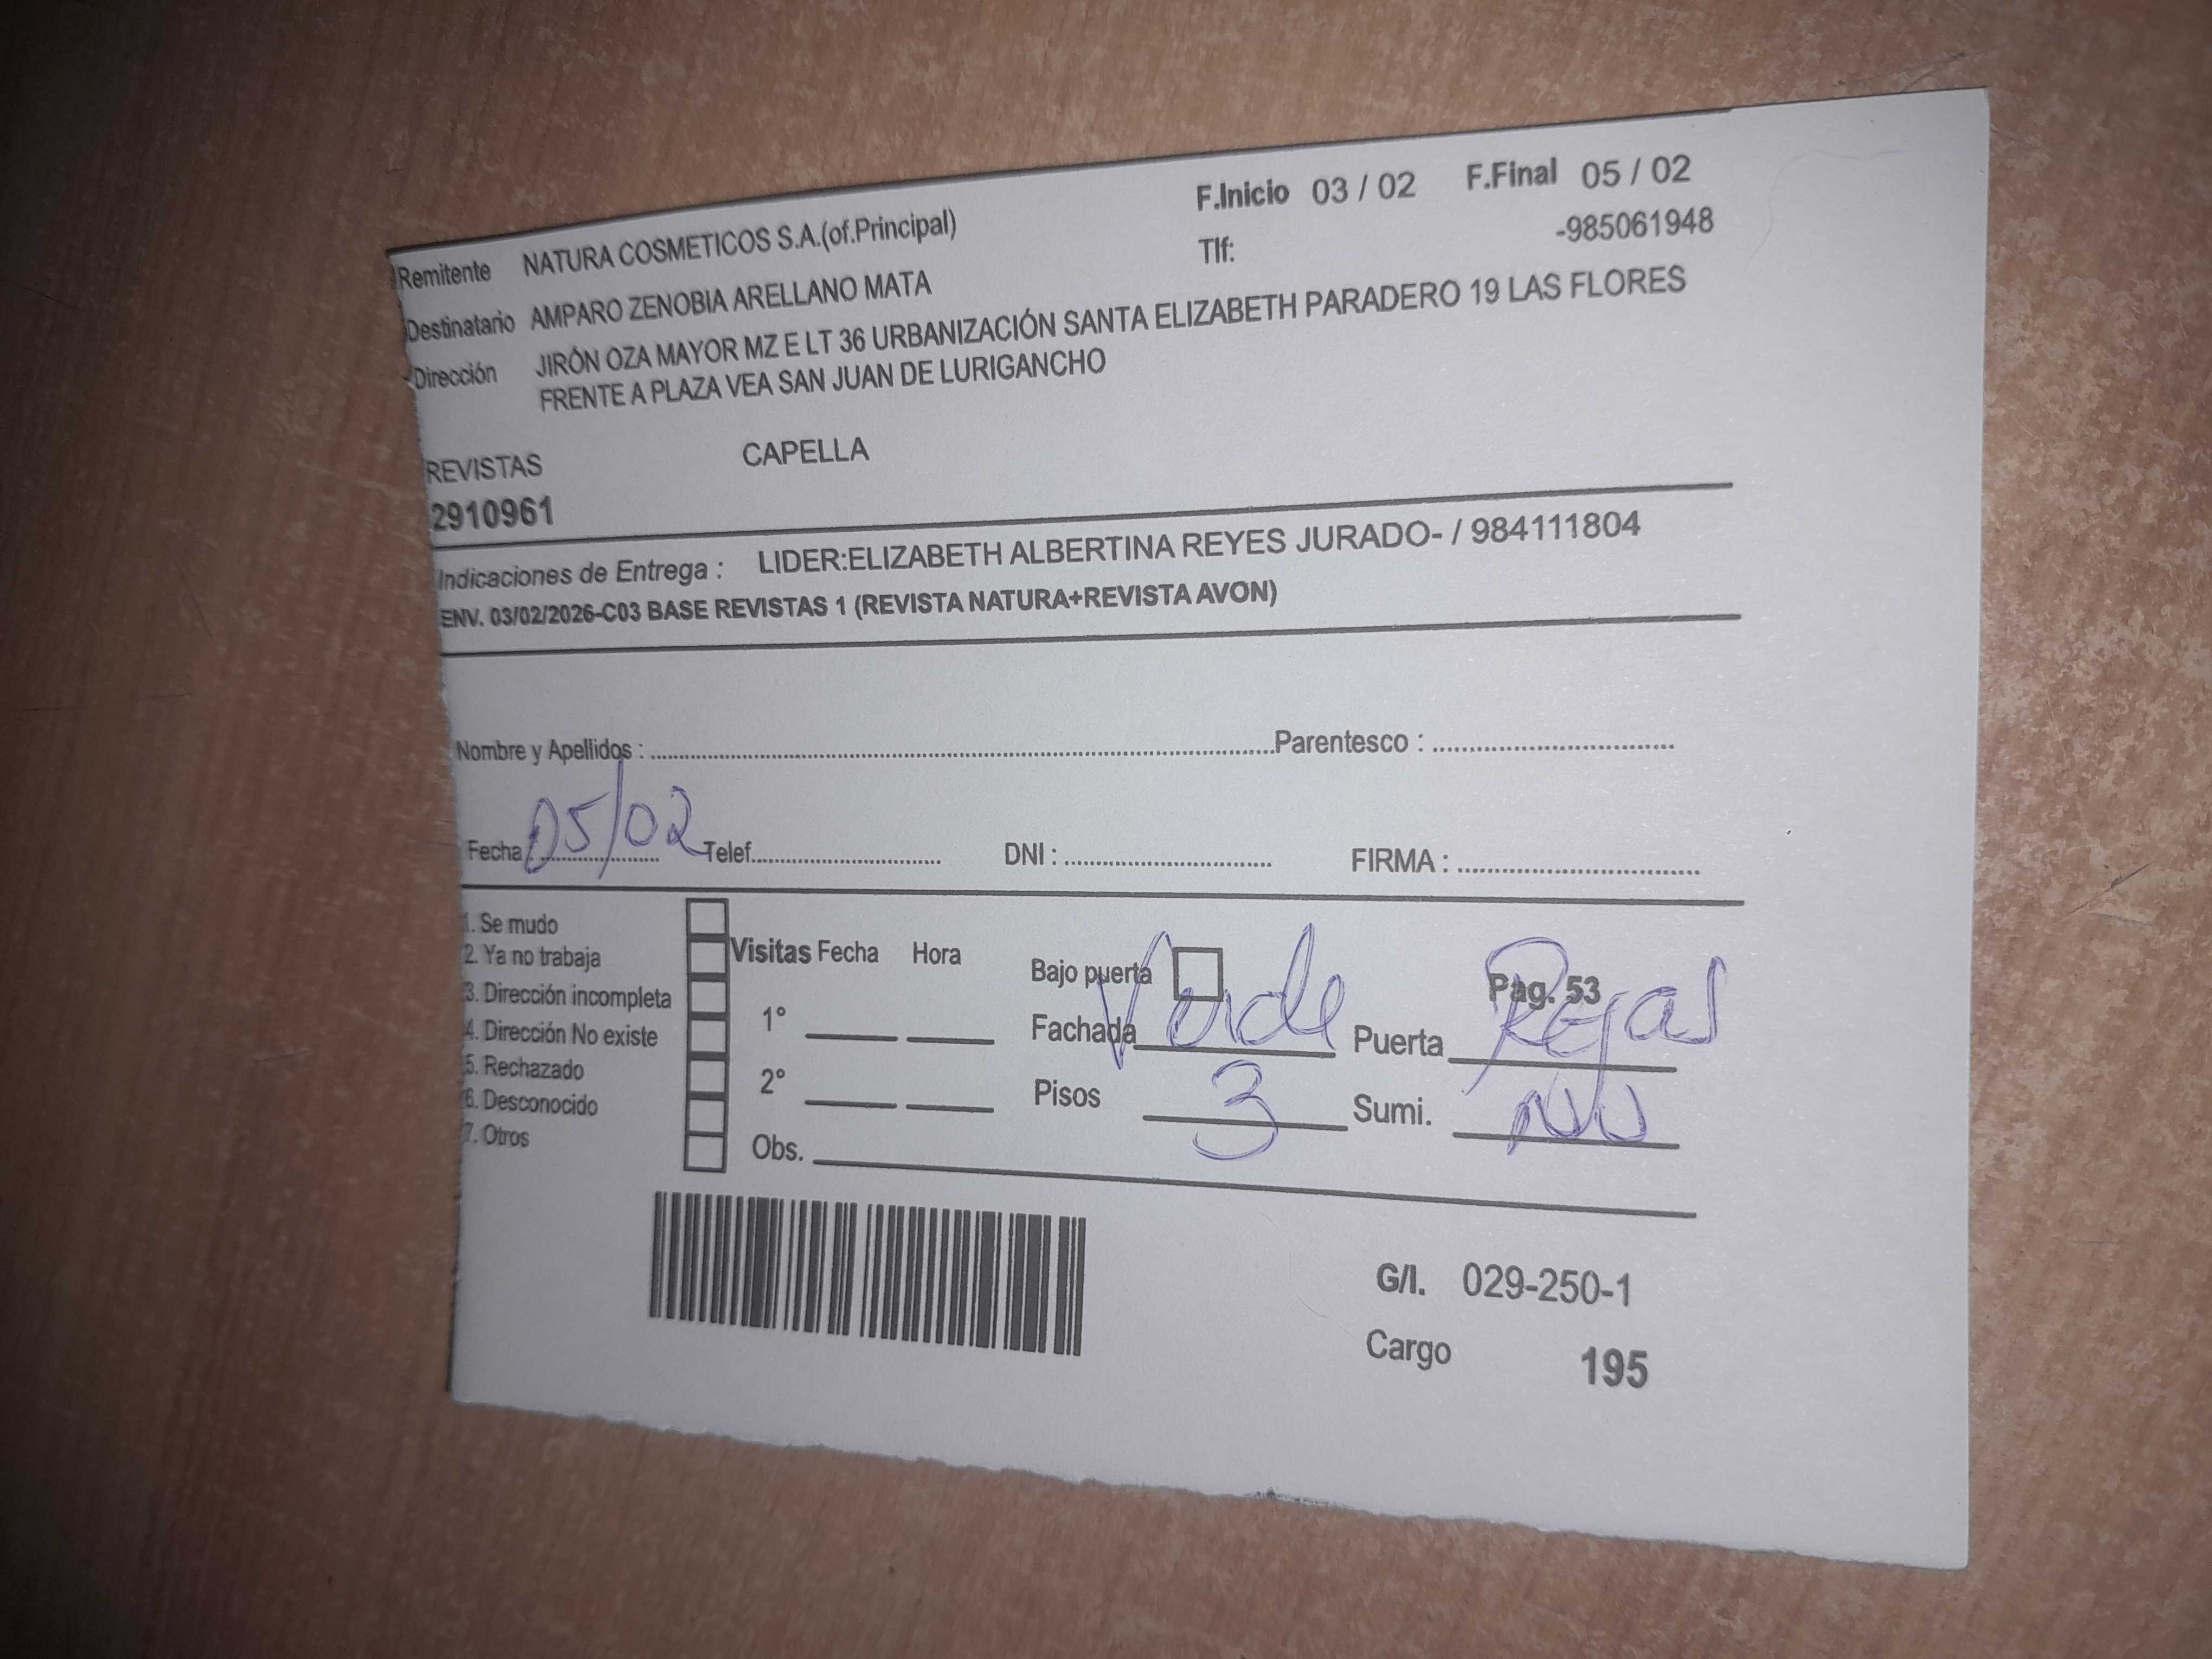 F.Inicio 03 / 02 F.Final 05 / 02
Remitente NATURA COSMETICOS S.A.(of.Principal) Tlf: -985061948
Destinatario AMPARO ZENOBIA ARELLANO MATA
Dirección JIRÓN OZA MAYOR MZ E LT 36 URBANIZACIÓN SANTA ELIZABETH PARADERO 19 LAS FLORES
FRENTE A PLAZA VEA SAN JUAN DE LURIGANCHO
REVISTAS CAPELLA
2910961
Indicaciones de Entrega : LIDER:ELIZABETH ALBERTINA REYES JURADO- / 984111804
ENV. 03/02/2026-C03 BASE REVISTAS 1 (REVISTA NATURA+REVISTA AVON)
Nombre y Apellidos : Parentesco :
Fecha : 05/02 Telef. DNI : FIRMA :
1. Se mudo
2. Ya no trabaja
3. Dirección incompleta
4. Dirección No existe
5. Rechazado
6. Desconocido
7. Otros
Visitas Fecha Hora
1°
2°
Obs.
Bajo puerta Pag. 53
Fachada Verde Puerta Rejas
Pisos 3 Sumi. NO
G/I. 029-250-1
Cargo 195